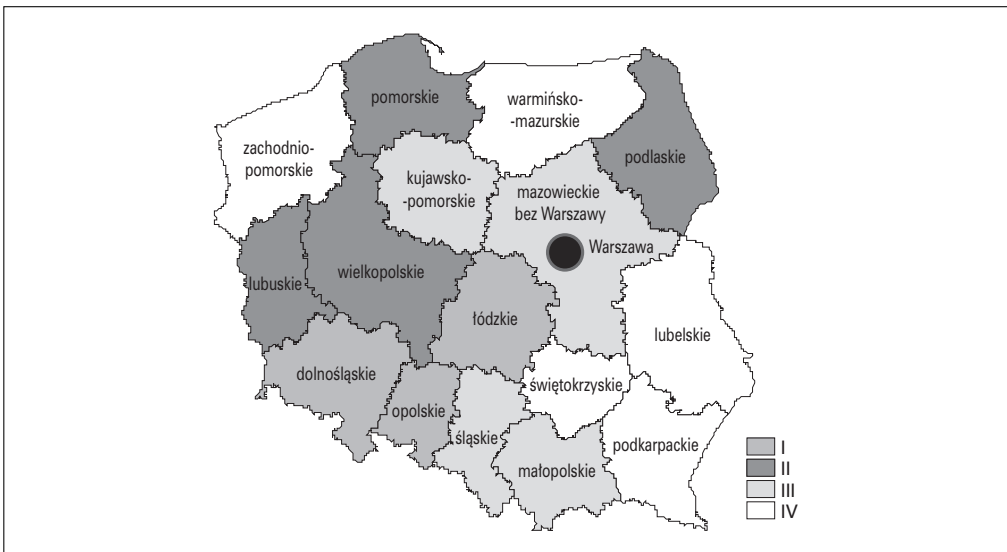 pomorskie
warmińsko-
-mazurskie
zachodnio-
pomorskie
podlaskie
kujawsko-
-pomorskie
mazowieckie
bez Warszawy
Warszawa
wielkopolskie
lubuskie
łódzkie
lubelskie
dolnośląskie
świętokrzyskie
opolskie
śląskie
podkarpackie
małopolskie
I
II
III
IV